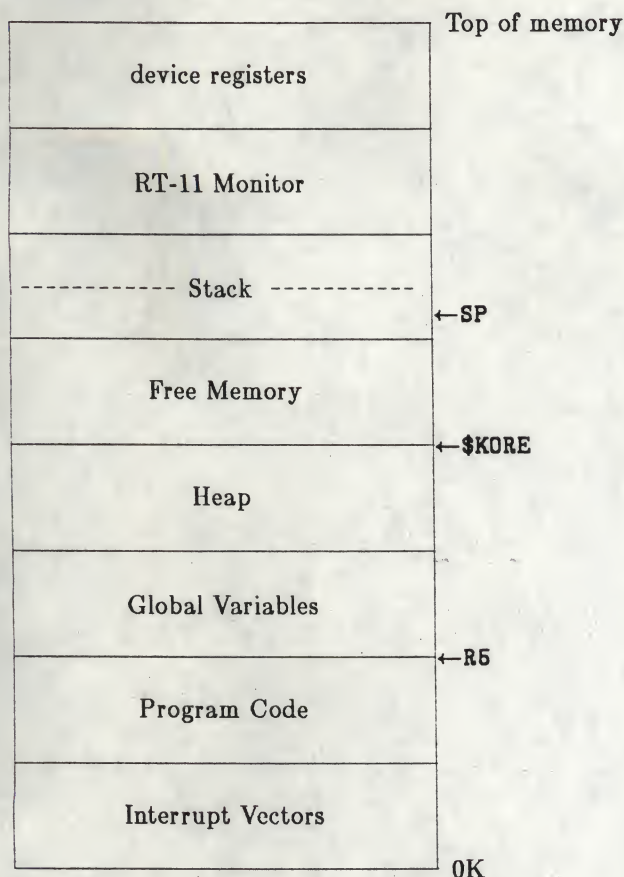 Top of memory
device registers
RT-11 Monitor
Stack
←SP
Free Memory
←$KORE
Heap
Global Variables
←R5
Program Code
Interrupt Vectors
0K